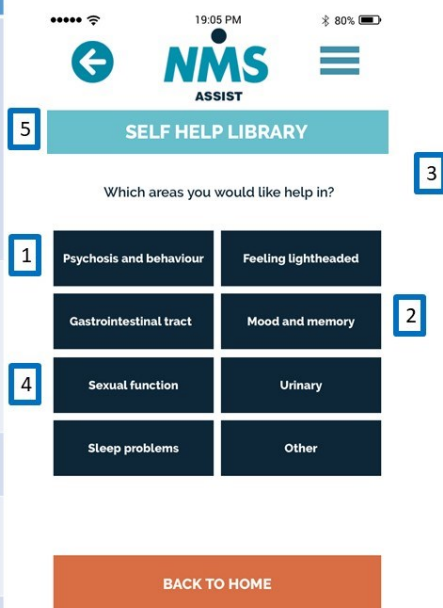 19:05 PM
80%
NMS
ASSIST
5
SELF HELP LIBRARY
3
Which areas you would like help in?
1
Psychosis and behaviour
Feeling lightheaded
Gastrointestinal tract
Mood and memory
2
4
Sexual function
Urinary
Sleep problems
Other
BACK TO HOME